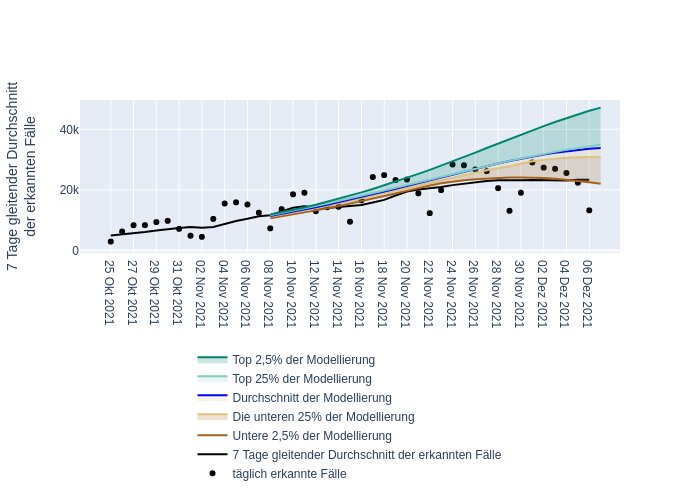 7 Tage gleitender Durchschnitt
der erkannten Fälle
40k
20k
0
25 Okt 2021
27 Okt 2021
29 Okt 2021
31 Okt 2021
02 Nov 2021
04 Nov 2021
06 Nov 2021
08 Nov 2021
10 Nov 2021
12 Nov 2021
14 Nov 2021
16 Nov 2021
18 Nov 2021
20 Nov 2021
22 Nov 2021
24 Nov 2021
26 Nov 2021
28 Nov 2021
30 Nov 2021
02 Dez 2021
04 Dez 2021
06 Dez 2021
Top 2,5% der Modellierung
Top 25% der Modellierung
Durchschnitt der Modellierung
Die unteren 25% der Modellierung
Untere 2,5% der Modellierung
7 Tage gleitender Durchschnitt der erkannten Fälle
täglich erkannte Fälle